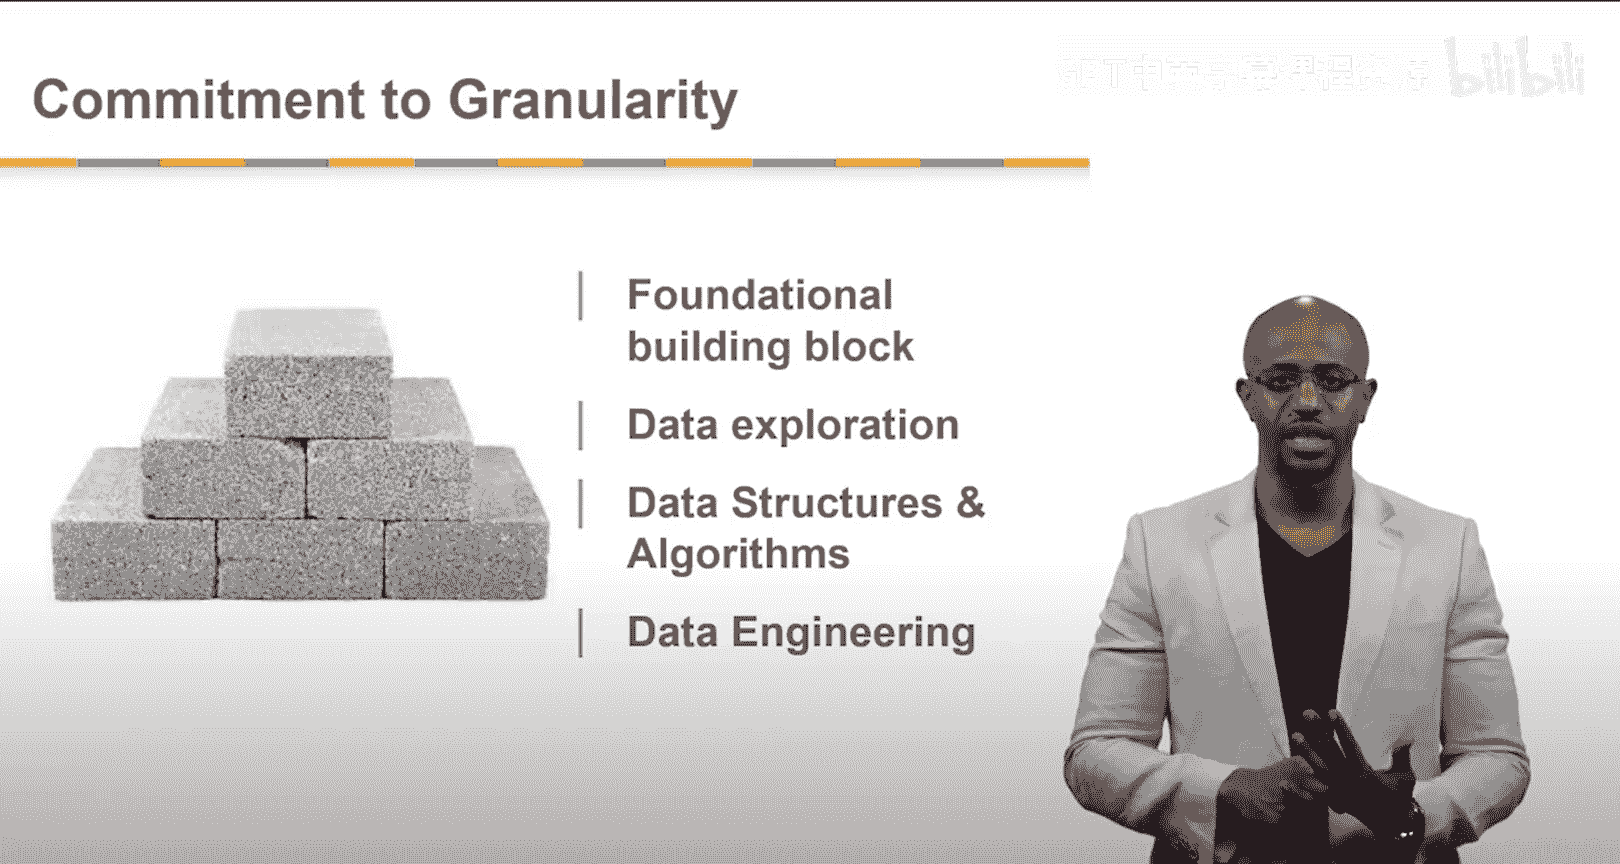 Commitment to Granularity
bilibili
Foundational
building block
Data exploration
Data Structures &
Algorithms
Data Engineering